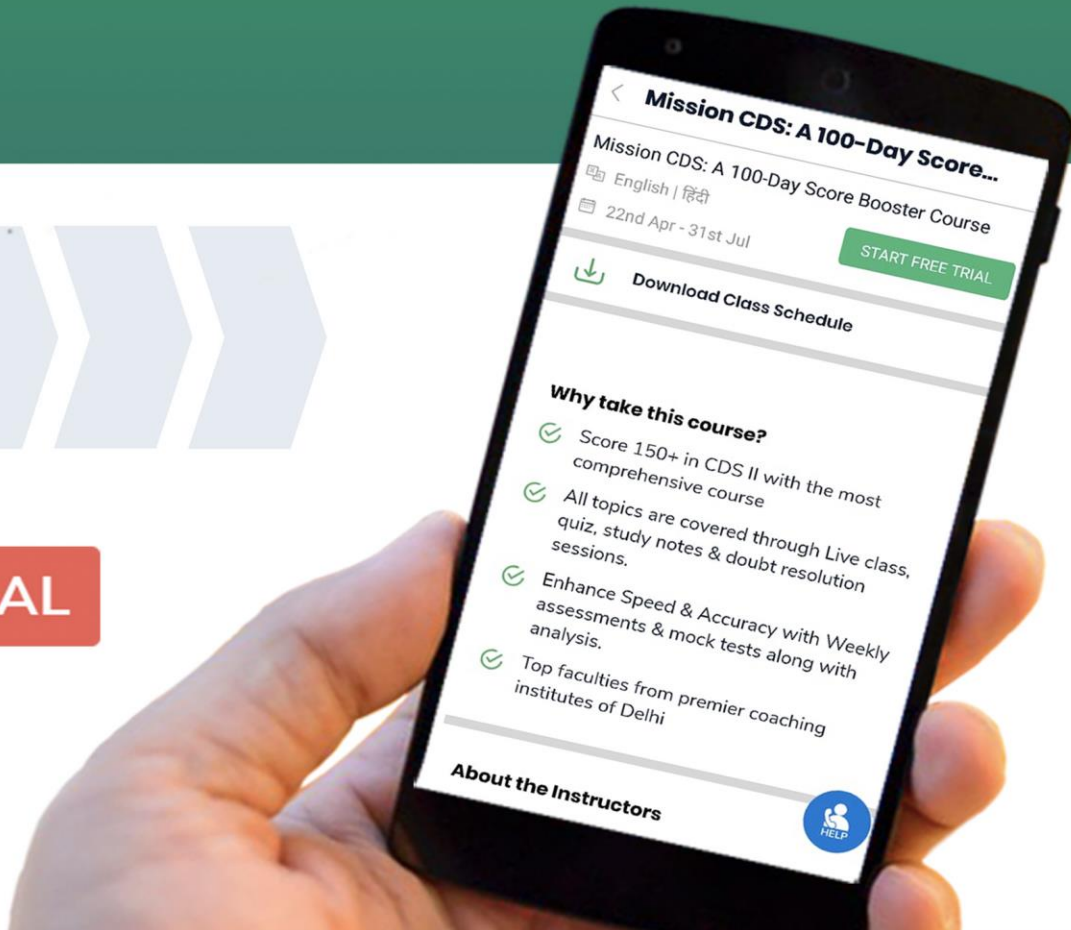 Mission CDS: A 100-Day Score...
Mission CDS: A 100-Day Score Booster Course
English | हिंदी
22nd Apr - 31st Jul
START FREE TRIAL
Download Class Schedule
Why take this course?
Score 150+ in CDS II with the most
comprehensive course
All topics are covered through Live class,
quiz, study notes & doubt resolution
sessions.
Enhance Speed & Accuracy with Weekly
assessments & mock tests along with
analysis.
Top faculties from premier coaching
institutes of Delhi
About the Instructors
HELP
AL